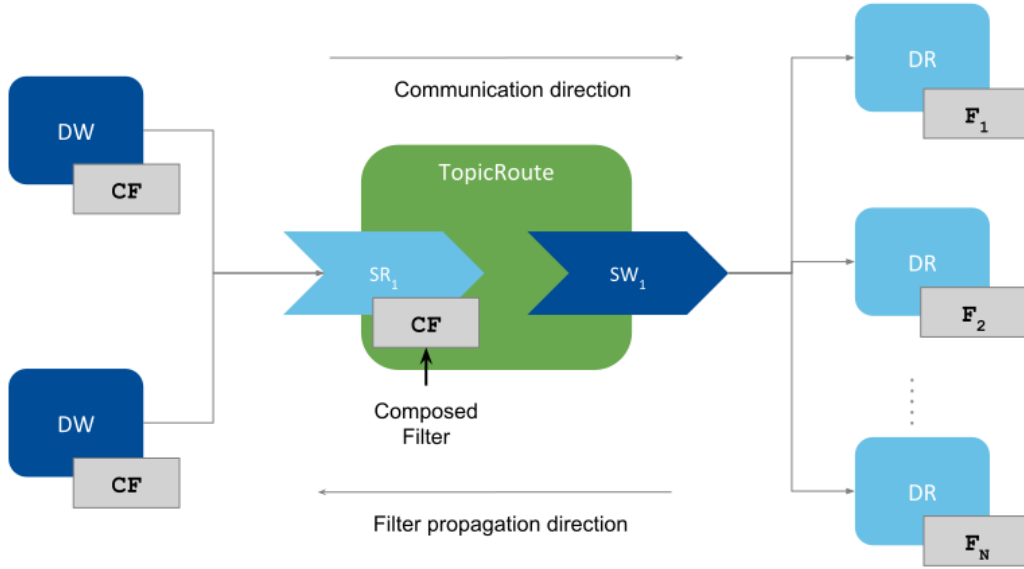 Communication direction
DW
CF
TopicRoute
SR₁
CF
SW₁
Composed
Filter
DW
CF
Filter propagation direction
DR
F₁
DR
F₂
DR
F_N